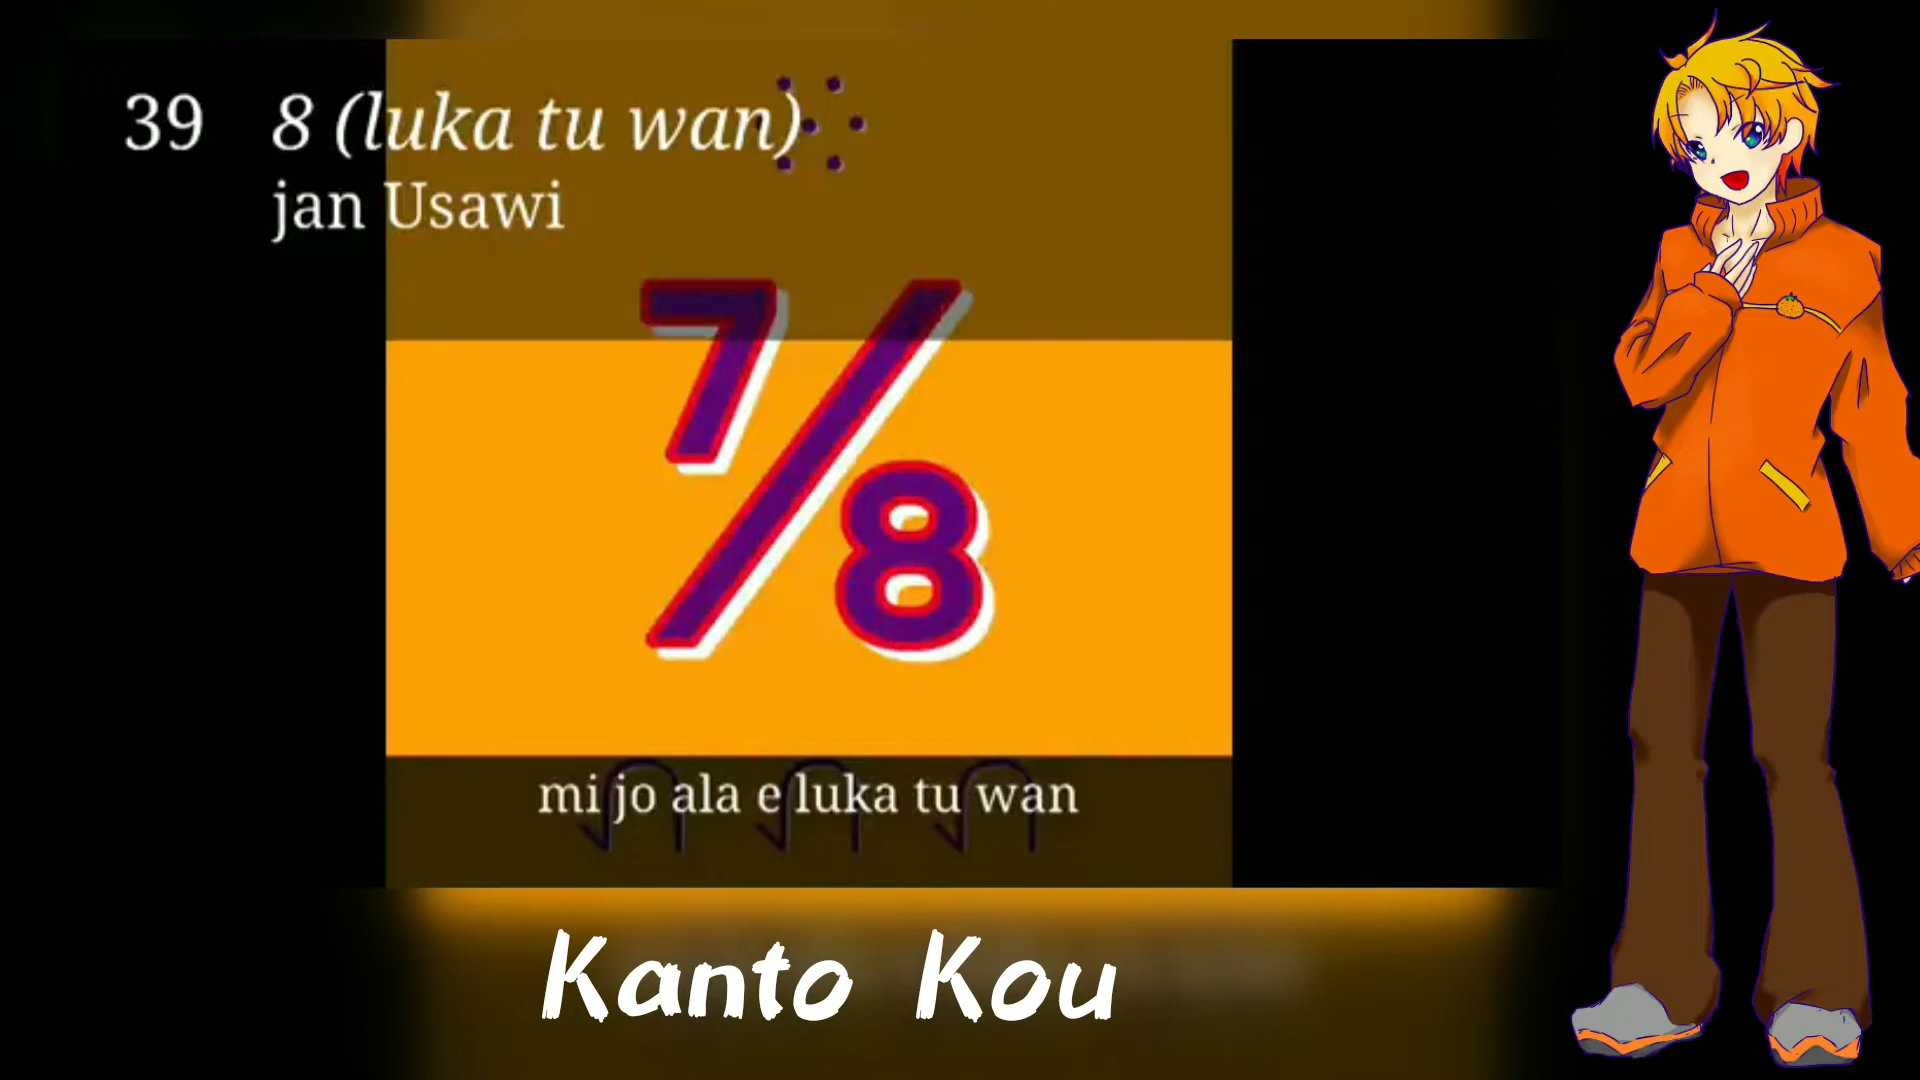 39 8 (luka tu wan)
jan Usawi
7/8
mi jo ala e luka tu wan
Kanto Kou